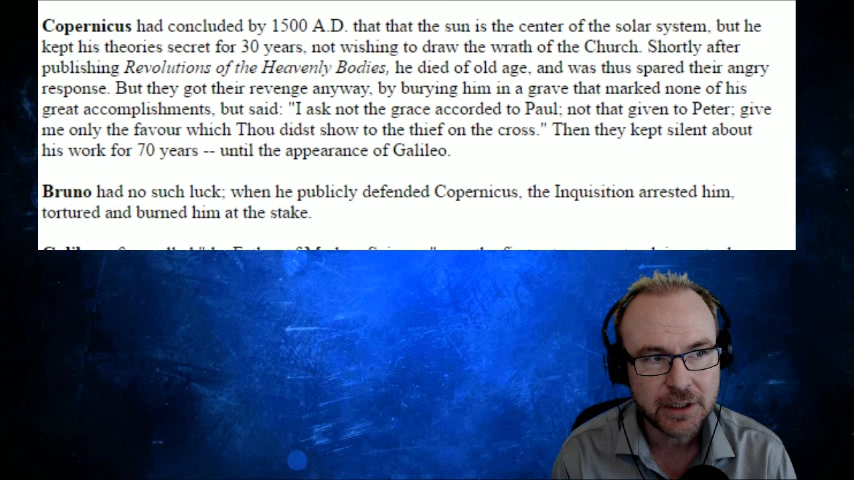 Copernicus had concluded by 1500 A.D. that that the sun is the center of the solar system, but he
kept his theories secret for 30 years, not wishing to draw the wrath of the Church. Shortly after
publishing Revolutions of the Heavenly Bodies, he died of old age, and was thus spared their angry
response. But they got their revenge anyway, by burying him in a grave that marked none of his
great accomplishments, but said: "I ask not the grace accorded to Paul; not that given to Peter; give
me only the favour which Thou didst show to the thief on the cross." Then they kept silent about
his work for 70 years -- until the appearance of Galileo.
Bruno had no such luck; when he publicly defended Copernicus, the Inquisition arrested him,
tortured and burned him at the stake.